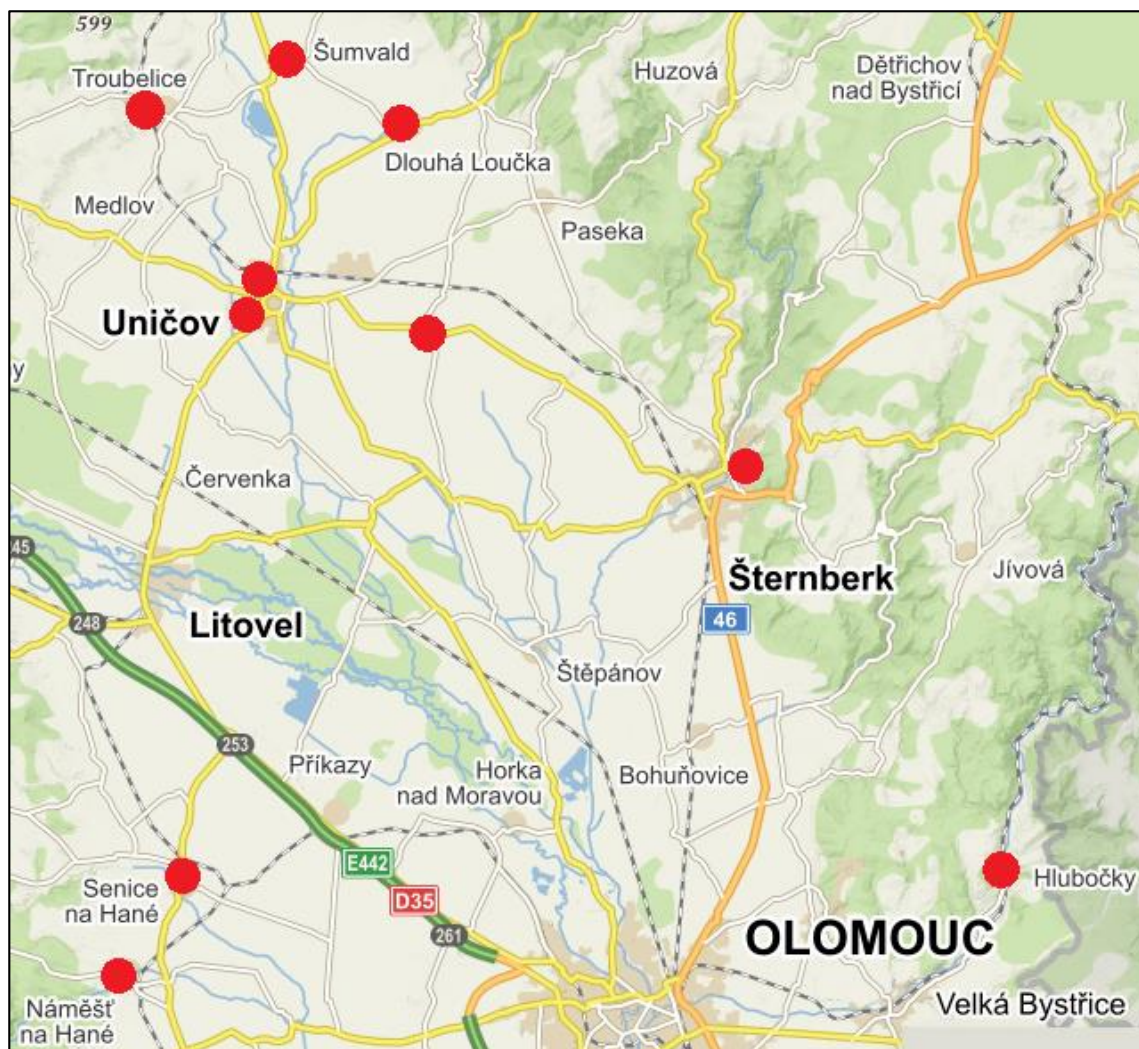 599
Šumvald
Troubelice
Huzová
Dětřichov
nad Bystřicí
Dlouhá Loučka
Medlov
Paseka
Uničov
y
Červenka
45
Šternberk
Jívová
248
Litovel
46
Štěpánov
253
Příkazy
Horka
nad Moravou
Bohuňovice
E442
Senice
na Hané
D35
Hlubočky
261
OLOMOUC
Náměšť
na Hané
Velká Bystřice